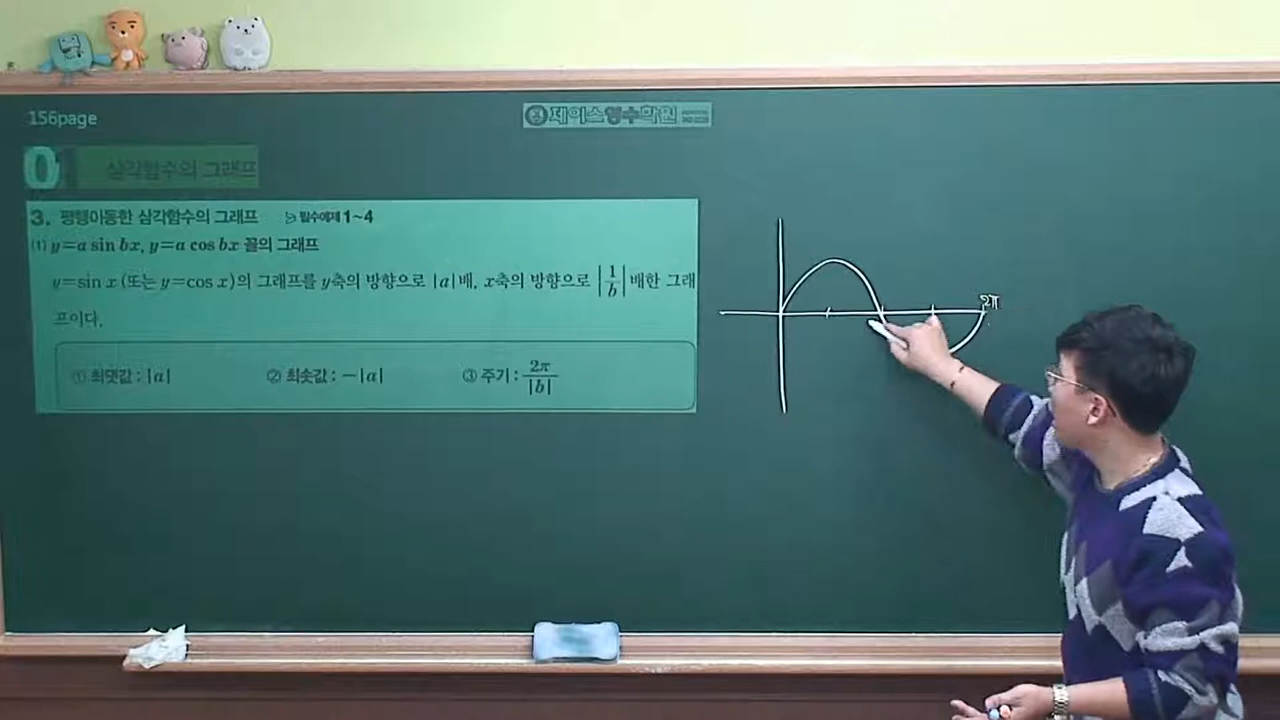 156page
제이스영수학원
0
삼각함수의 그래프
3. 평행이동한 삼각함수의 그래프 필수예제 1~4
(1) y=a sin bx, y=a cos bx 꼴의 그래프
y=sin x (또는 y=cos x)의 그래프를 y축의 방향으로 |a|배, x축의 방향으로 |1/b|배한 그래
프이다.
① 최댓값 : |a| ② 최솟값 : -|a| ③ 주기 : 2π/|b|
2π